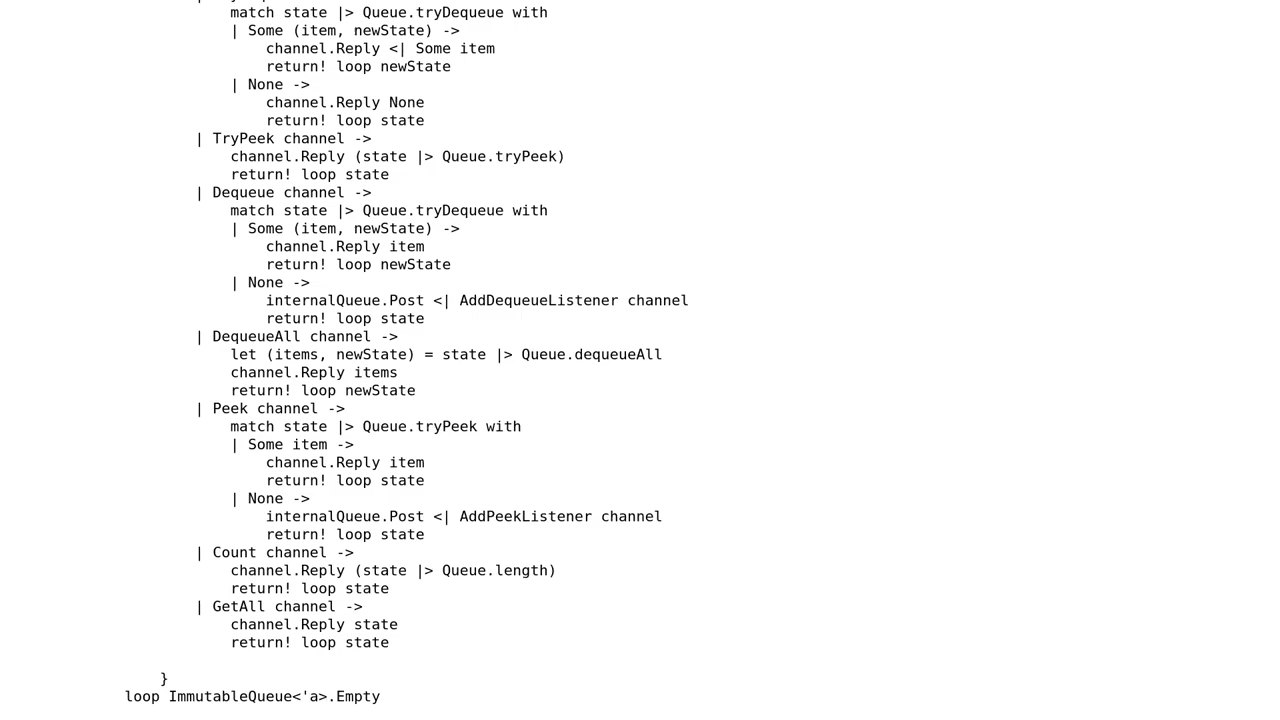 match state |> Queue.tryDequeue with
| Some (item, newState) ->
channel.Reply <| Some item
return! loop newState
| None ->
channel.Reply None
return! loop state
| TryPeek channel ->
channel.Reply (state |> Queue.tryPeek)
return! loop state
| Dequeue channel ->
match state |> Queue.tryDequeue with
| Some (item, newState) ->
channel.Reply item
return! loop newState
| None ->
internalQueue.Post <| AddDequeueListener channel
return! loop state
| DequeueAll channel ->
let (items, newState) = state |> Queue.dequeueAll
channel.Reply items
return! loop newState
| Peek channel ->
match state |> Queue.tryPeek with
| Some item ->
channel.Reply item
return! loop state
| None ->
internalQueue.Post <| AddPeekListener channel
return! loop state
| Count channel ->
channel.Reply (state |> Queue.length)
return! loop state
| GetAll channel ->
channel.Reply state
return! loop state
}
loop ImmutableQueue<'a>.Empty